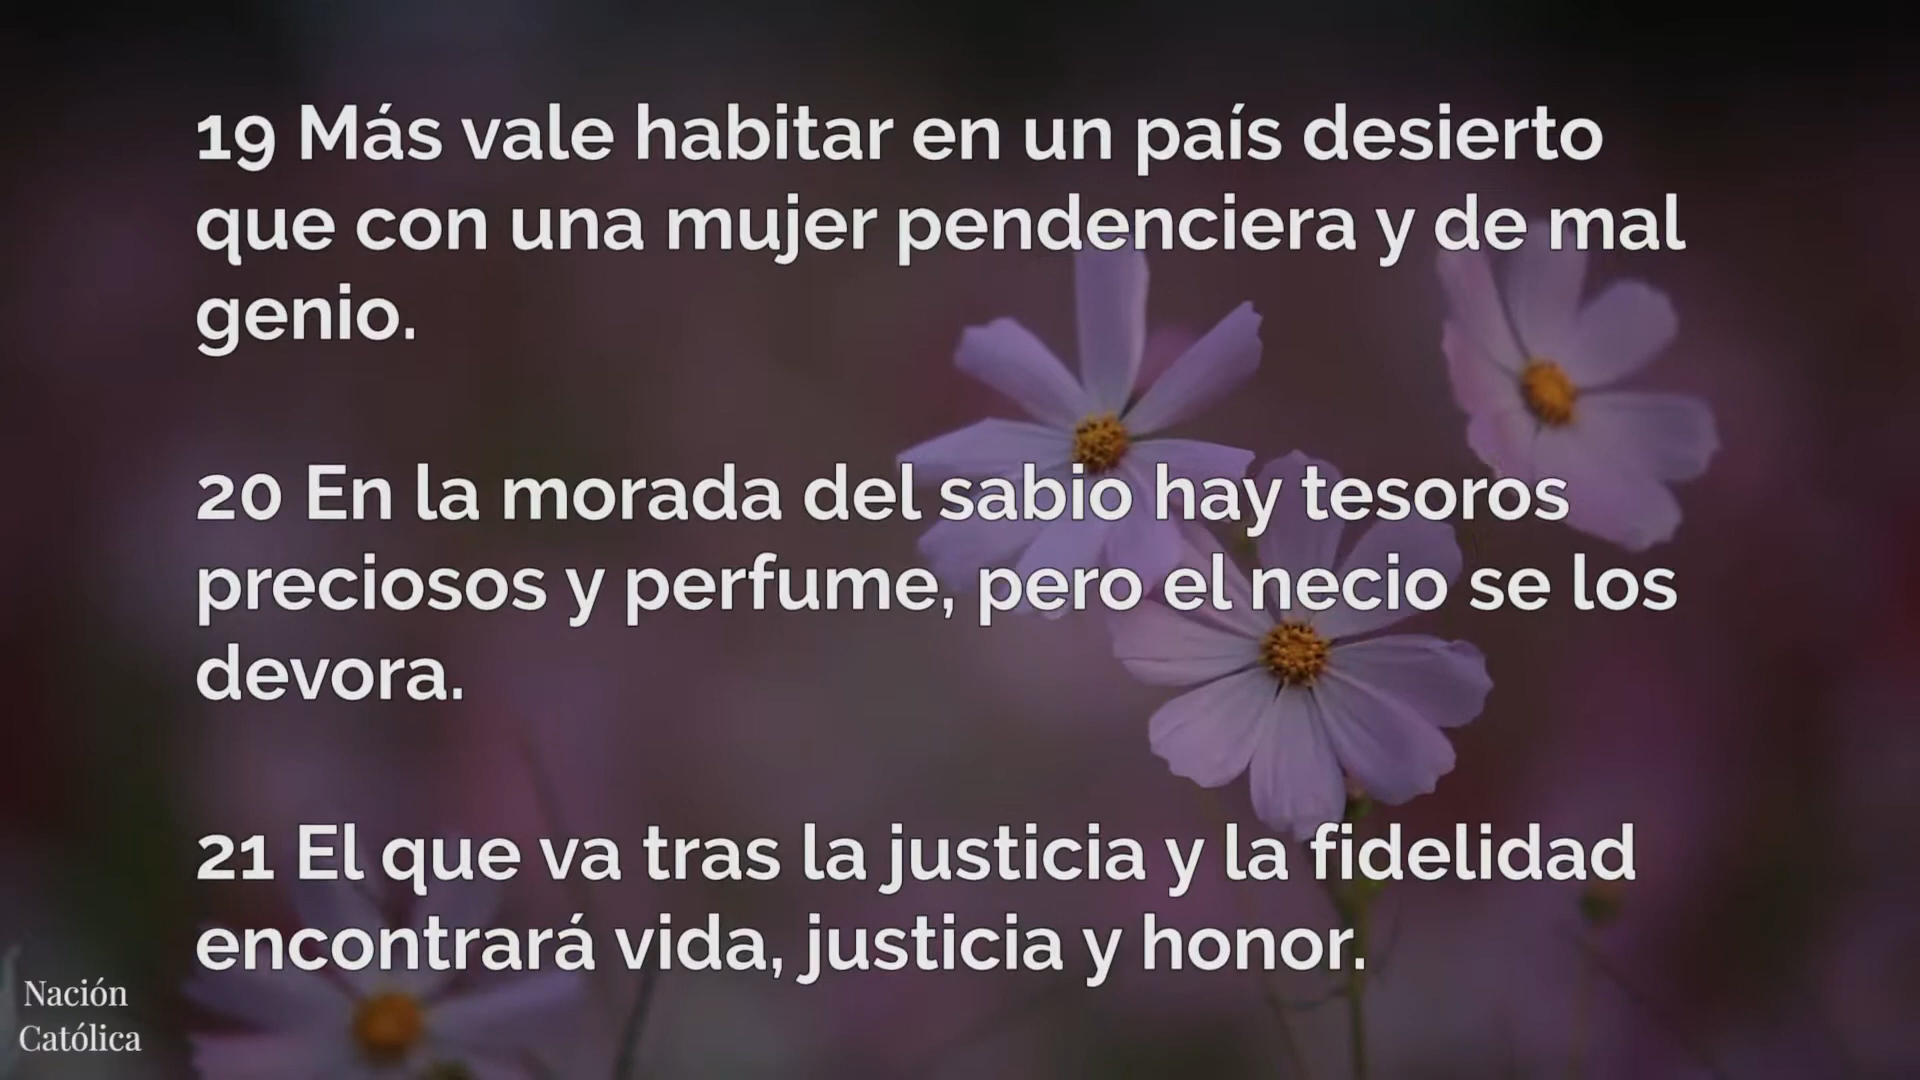 19 Más vale habitar en un país desierto
que con una mujer pendenciera y de mal
genio.
20 En la morada del sabio hay tesoros
preciosos y perfume, pero el necio se los
devora.
21 El que va tras la justicia y la fidelidad
encontrará vida, justicia y honor.
Nación
Católica